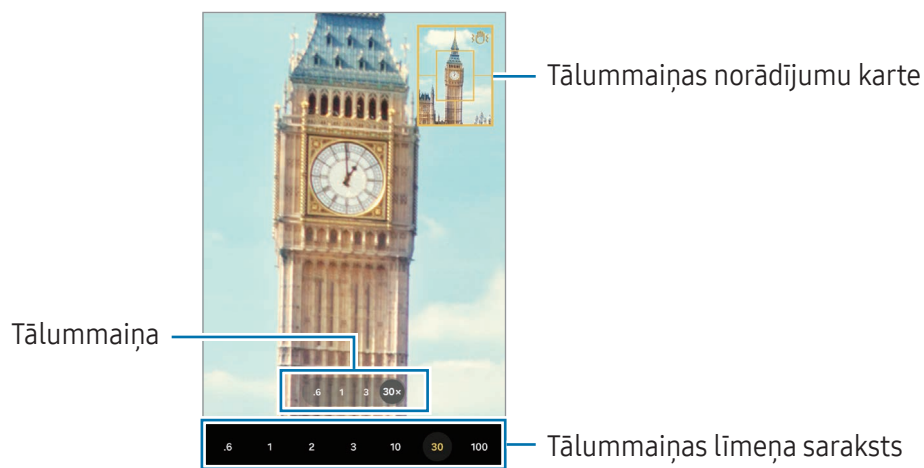 Tālummaiņas norādījumu karte
Tālummaiņa
.6 1 3 30×
.6 1 2 3 10 30 100
Tālummaiņas līmeņa saraksts